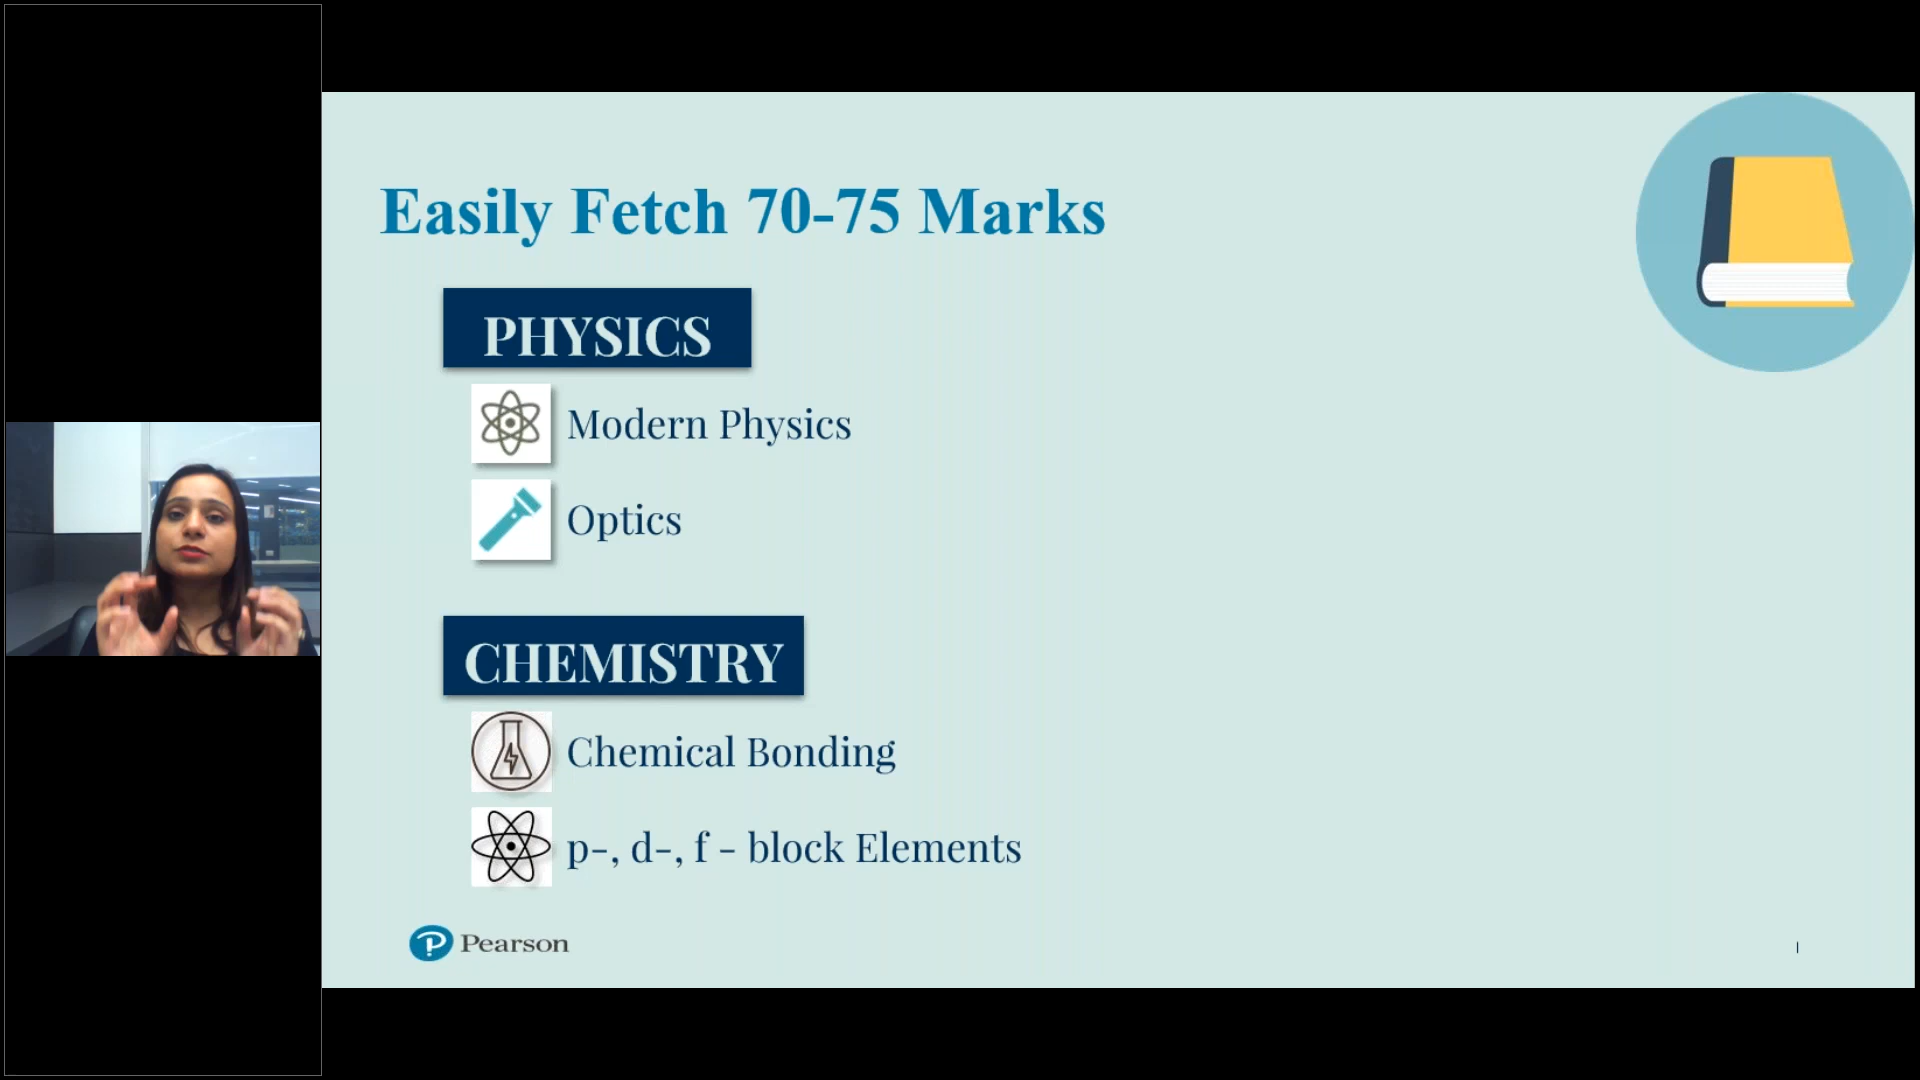 Easily Fetch 70-75 Marks
PHYSICS
Modern Physics
Optics
CHEMISTRY
Chemical Bonding
p-, d-, f - block Elements
Pearson